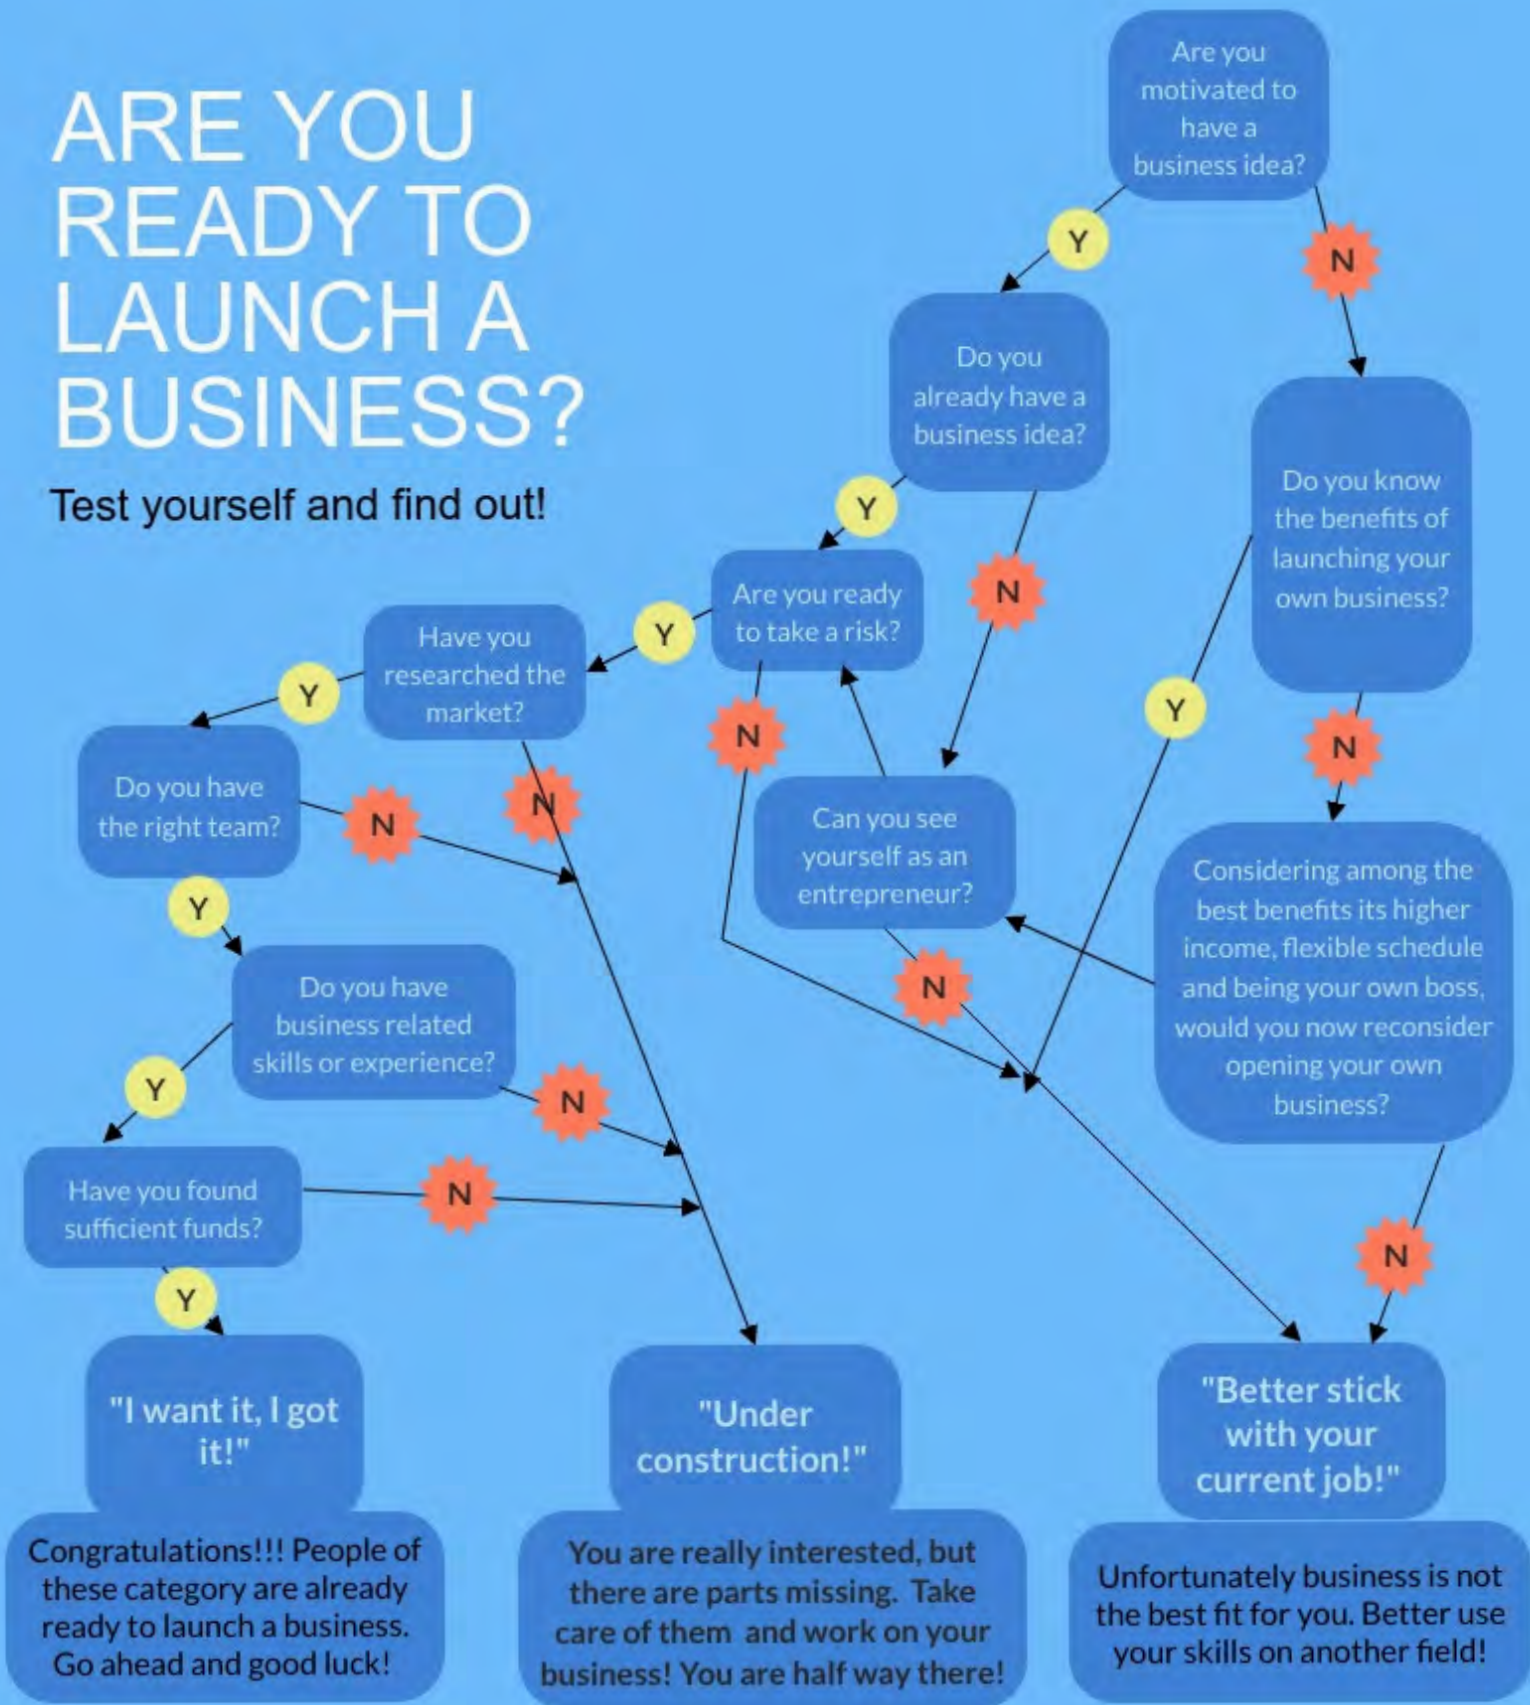 ARE YOU
READY TO
LAUNCH A
BUSINESS?
Test yourself and find out!
Are you
motivated to
have a
business idea?
Y
N
Do you
already have a
business idea?
Y
N
Do you know
the benefits of
launching your
own business?
Y
N
Are you ready
to take a risk?
Y
N
Have you
researched the
market?
Y
N
Do you have
the right team?
N
Y
Can you see
yourself as an
entrepreneur?
N
Considering among the
best benefits its higher
income, flexible schedule
and being your own boss,
would you now reconsider
opening your own
business?
N
Do you have
business related
skills or experience?
Y
N
Have you found
sufficient funds?
N
Y
"I want it, I got
it!"
Congratulations!!! People of
these category are already
ready to launch a business.
Go ahead and good luck!
"Under
construction!"
You are really interested, but
there are parts missing. Take
care of them and work on your
business! You are half way there!
"Better stick
with your
current job!"
Unfortunately business is not
the best fit for you. Better use
your skills on another field!